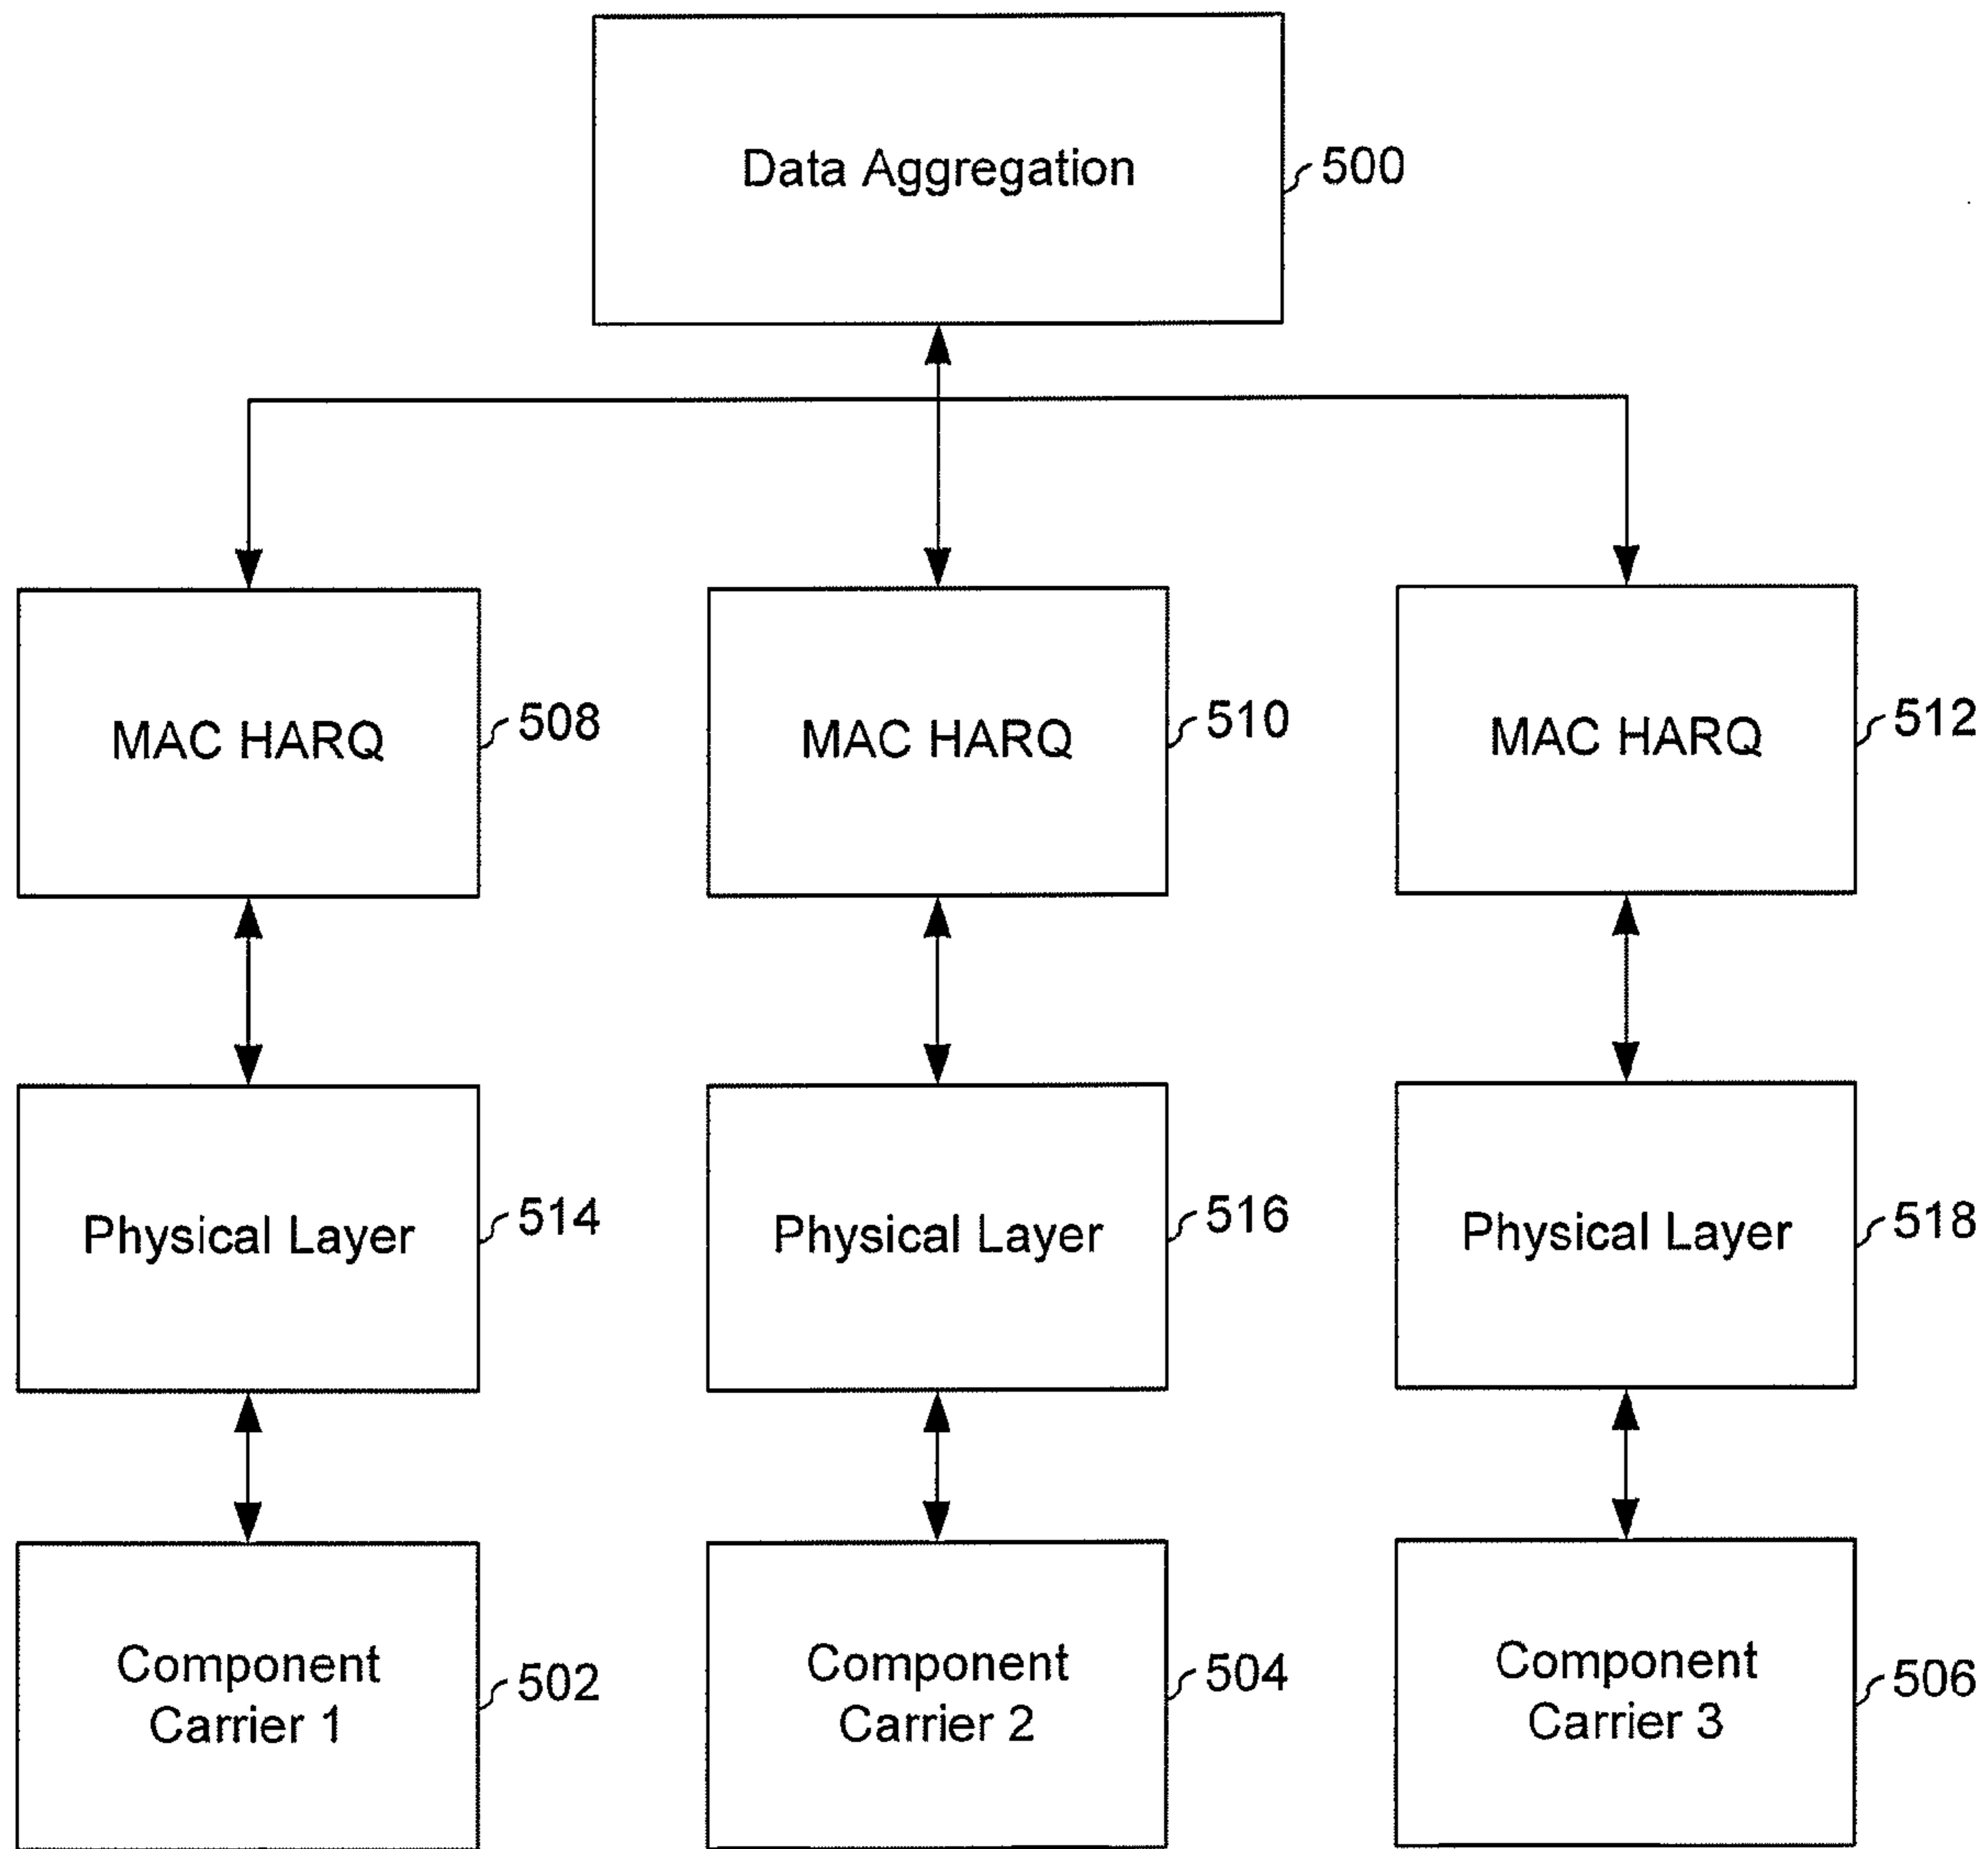 Data Aggregation
500
MAC HARQ
508
MAC HARQ
510
MAC HARQ
512
Physical Layer
514
Physical Layer
516
Physical Layer
518
Component
Carrier 1
502
Component
Carrier 2
504
Component
Carrier 3
506